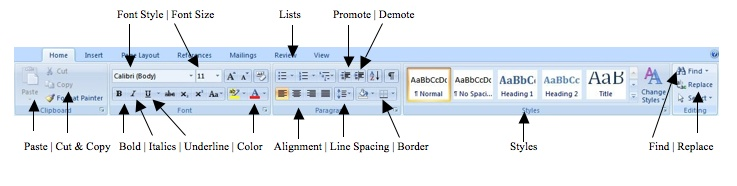 Font Style | Font Size
Lists
Promote | Demote
Home Insert Page Layout References Mailings Review View
Cut
Copy
Format Painter
Paste
Clipboard
Calibri (Body) 11
Font
Paragraph
AaBbCcDc AaBbCcDc AaBbC AaBbCc AaB
¶ Normal ¶ No Spaci... Heading 1 Heading 2 Title
Change
Styles
Styles
Find
Replace
Select
Editing
Paste | Cut & Copy
Bold | Italics | Underline | Color
Alignment | Line Spacing | Border
Styles
Find | Replace